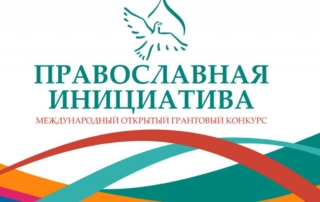 ПРАВОСЛАВНАЯ
ИНИЦИАТИВА
МЕЖДУНАРОДНЫЙ ОТКРЫТЫЙ ГРАНТОВЫЙ КОНКУРС